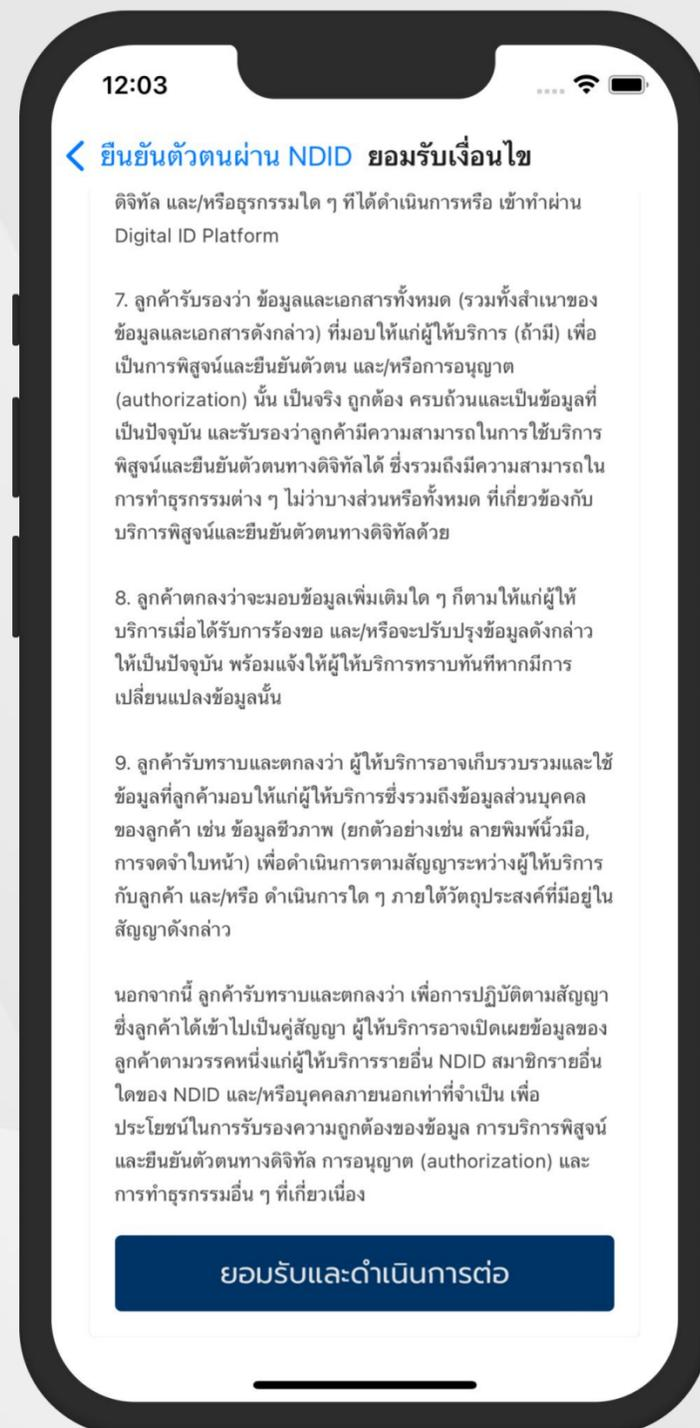 12:03
ยืนยันตัวตนผ่าน NDID ยอมรับเงื่อนไข
ดิจิทัล และ/หรือธุรกรรมใด ๆ ที่ได้ดำเนินการหรือ เข้าทำผ่าน
Digital ID Platform
7. ลูกค้ารับรองว่า ข้อมูลและเอกสารทั้งหมด (รวมทั้งสำเนาของ
ข้อมูลและเอกสารดังกล่าว) ที่มอบให้แก่ผู้ให้บริการ (ถ้ามี) เพื่อ
เป็นการพิสูจน์และยืนยันตัวตน และ/หรือการอนุญาต
(authorization) นั้น เป็นจริง ถูกต้อง ครบถ้วนและเป็นข้อมูลที่
เป็นปัจจุบัน และรับรองว่าลูกค้ามีความสามารถในการใช้บริการ
พิสูจน์และยืนยันตัวตนทางดิจิทัลได้ ซึ่งรวมถึงมีความสามารถใน
การทำธุรกรรมต่าง ๆ ไม่ว่าบางส่วนหรือทั้งหมด ที่เกี่ยวข้องกับ
บริการพิสูจน์และยืนยันตัวตนทางดิจิทัลด้วย
8. ลูกค้าตกลงว่าจะมอบข้อมูลเพิ่มเติมใด ๆ ก็ตามให้แก่ผู้ให้
บริการเมื่อได้รับการร้องขอ และ/หรือจะปรับปรุงข้อมูลดังกล่าว
ให้เป็นปัจจุบัน พร้อมแจ้งให้ผู้ให้บริการทราบทันทีหากมีการ
เปลี่ยนแปลงข้อมูลนั้น
9. ลูกค้ารับทราบและตกลงว่า ผู้ให้บริการอาจเก็บรวบรวมและใช้
ข้อมูลที่ลูกค้ามอบให้แก่ผู้ให้บริการซึ่งรวมถึงข้อมูลส่วนบุคคล
ของลูกค้า เช่น ข้อมูลชีวภาพ (ยกตัวอย่างเช่น ลายพิมพ์นิ้วมือ,
การจดจำใบหน้า) เพื่อดำเนินการตามสัญญาระหว่างผู้ให้บริการ
กับลูกค้า และ/หรือ ดำเนินการใด ๆ ภายใต้วัตถุประสงค์ที่มีอยู่ใน
สัญญาดังกล่าว
นอกจากนี้ ลูกค้ารับทราบและตกลงว่า เพื่อการปฏิบัติตามสัญญา
ซึ่งลูกค้าได้เข้าไปเป็นคู่สัญญา ผู้ให้บริการอาจเปิดเผยข้อมูลของ
ลูกค้าตามวรรคหนึ่งแก่ผู้ให้บริการรายอื่น NDID สมาชิกรายอื่น
ใดของ NDID และ/หรือบุคคลภายนอกเท่าที่จำเป็น เพื่อ
ประโยชน์ในการรับรองความถูกต้องของข้อมูล การบริการพิสูจน์
และยืนยันตัวตนทางดิจิทัล การอนุญาต (authorization) และ
การทำธุรกรรมอื่น ๆ ที่เกี่ยวเนื่อง
ยอมรับและดำเนินการต่อ